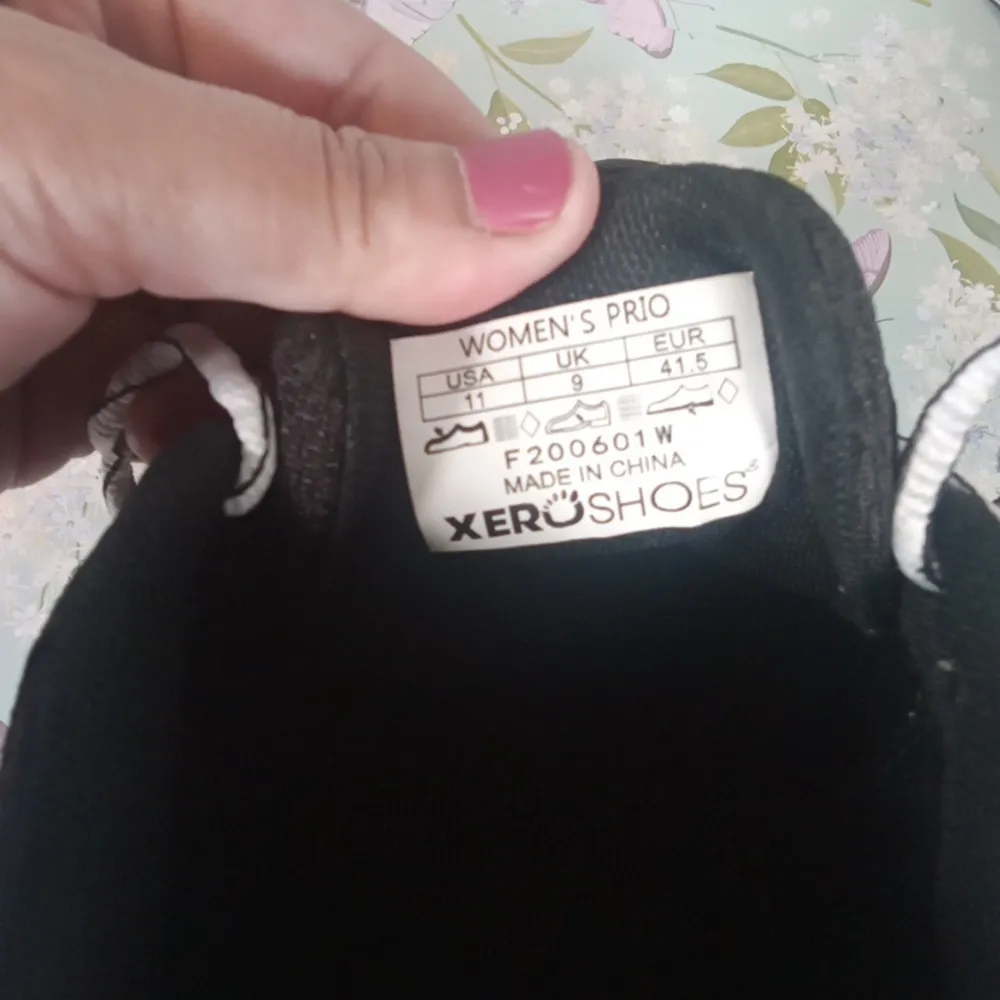 WOMEN'S PRIO
USA UK EUR
11 9 41.5
F200601W
MADE IN CHINA
XEROSHOES